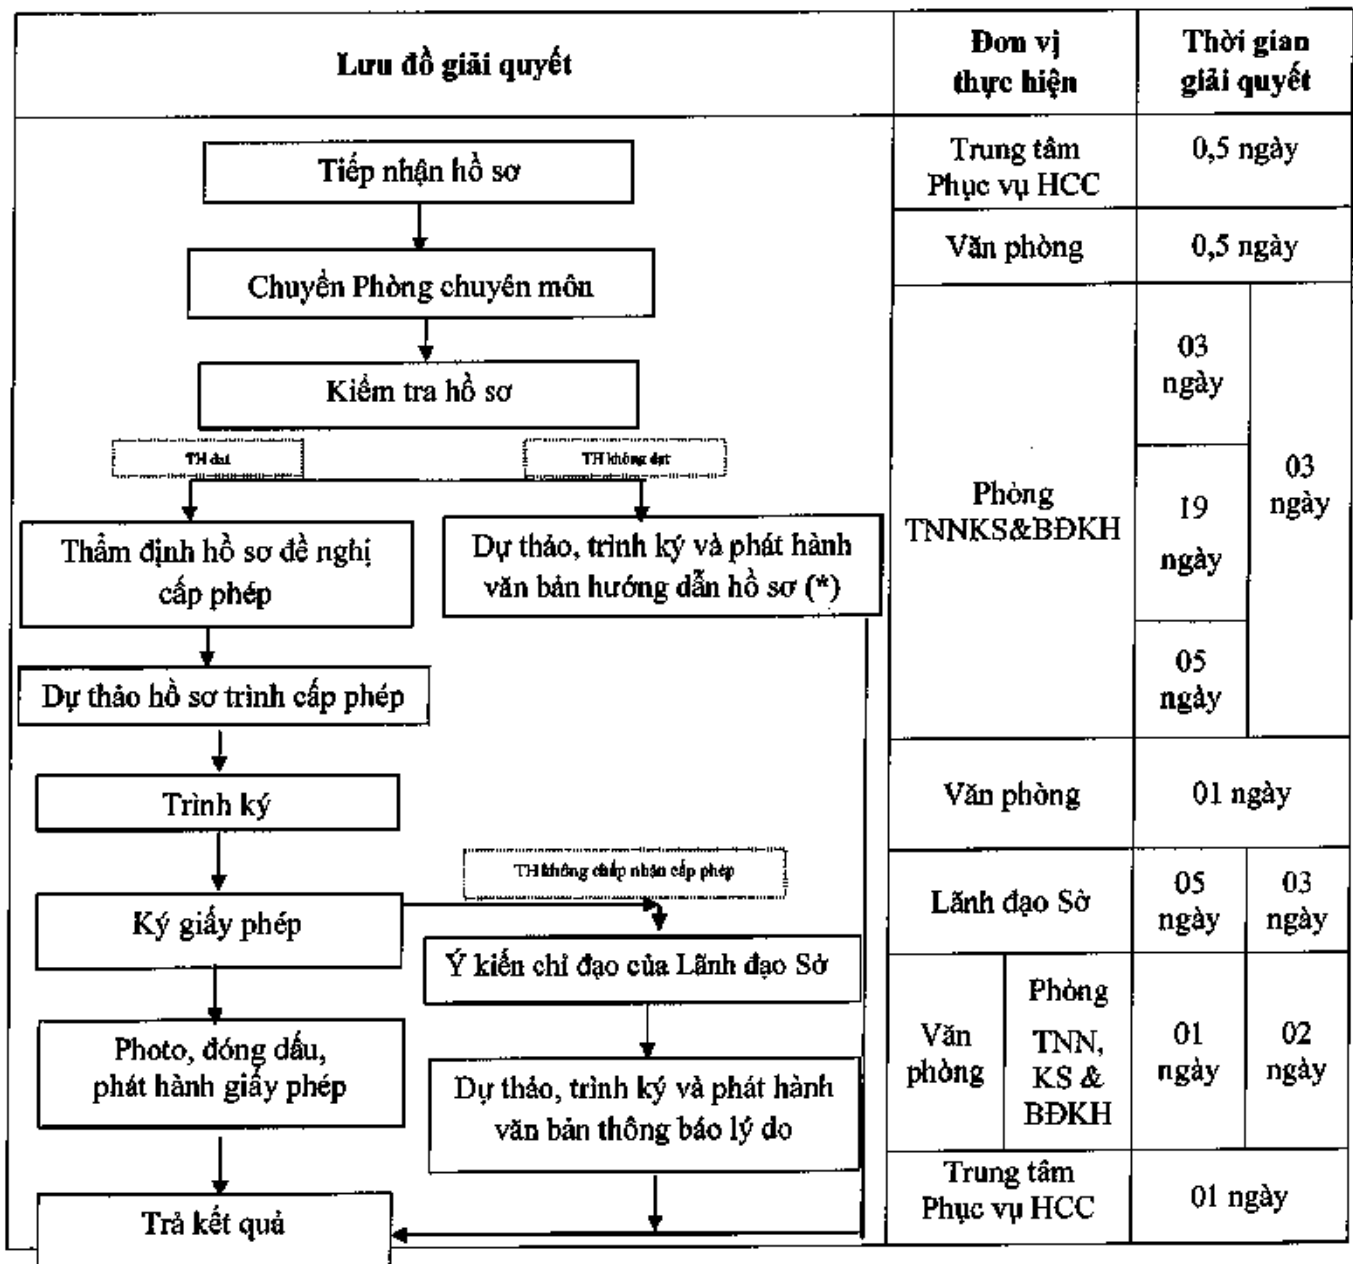 Lưu đồ giải quyết
Đơn vị
thực hiện
Thời gian
giải quyết
Tiếp nhận hồ sơ
Trung tâm
Phục vụ HCC
0,5 ngày
Chuyển Phòng chuyên môn
Văn phòng
0,5 ngày
Kiểm tra hồ sơ
TH đạt
TH không đạt
Thẩm định hồ sơ đề nghị
cấp phép
Dự thảo, trình ký và phát hành
văn bản hướng dẫn hồ sơ (*)
Dự thảo hồ sơ trình cấp phép
Phòng
TNNKS&BĐKH
03
ngày
19
ngày
05
ngày
03
ngày
Trình ký
Văn phòng
01 ngày
TH không chấp nhận cấp phép
Ký giấy phép
Ý kiến chỉ đạo của Lãnh đạo Sở
Lãnh đạo Sở
05
ngày
03
ngày
Photo, đóng dấu,
phát hành giấy phép
Dự thảo, trình ký và phát hành
văn bản thông báo lý do
Văn
phòng
Phòng
TNN,
KS &
BĐKH
01
ngày
02
ngày
Trả kết quả
Trung tâm
Phục vụ HCC
01 ngày